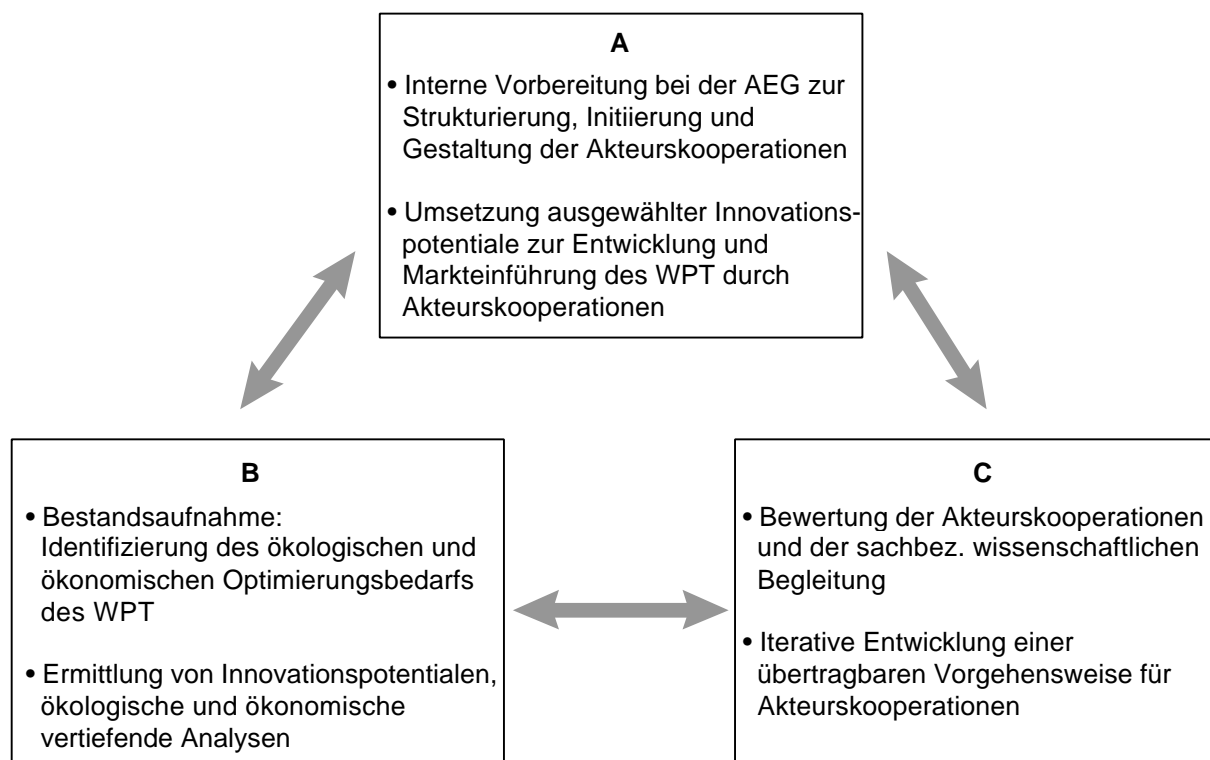 A
• Interne Vorbereitung bei der AEG zur
Strukturierung, Initiierung und
Gestaltung der Akteurskooperationen
• Umsetzung ausgewählter Innovations-
potentiale zur Entwicklung und
Markteinführung des WPT durch
Akteurskooperationen
B
• Bestandsaufnahme:
Identifizierung des ökologischen und
ökonomischen Optimierungsbedarfs
des WPT
• Ermittlung von Innovationspotentialen,
ökologische und ökonomische
vertiefende Analysen
C
• Bewertung der Akteurskooperationen
und der sachbez. wissenschaftlichen
Begleitung
• Iterative Entwicklung einer
übertragbaren Vorgehensweise für
Akteurskooperationen